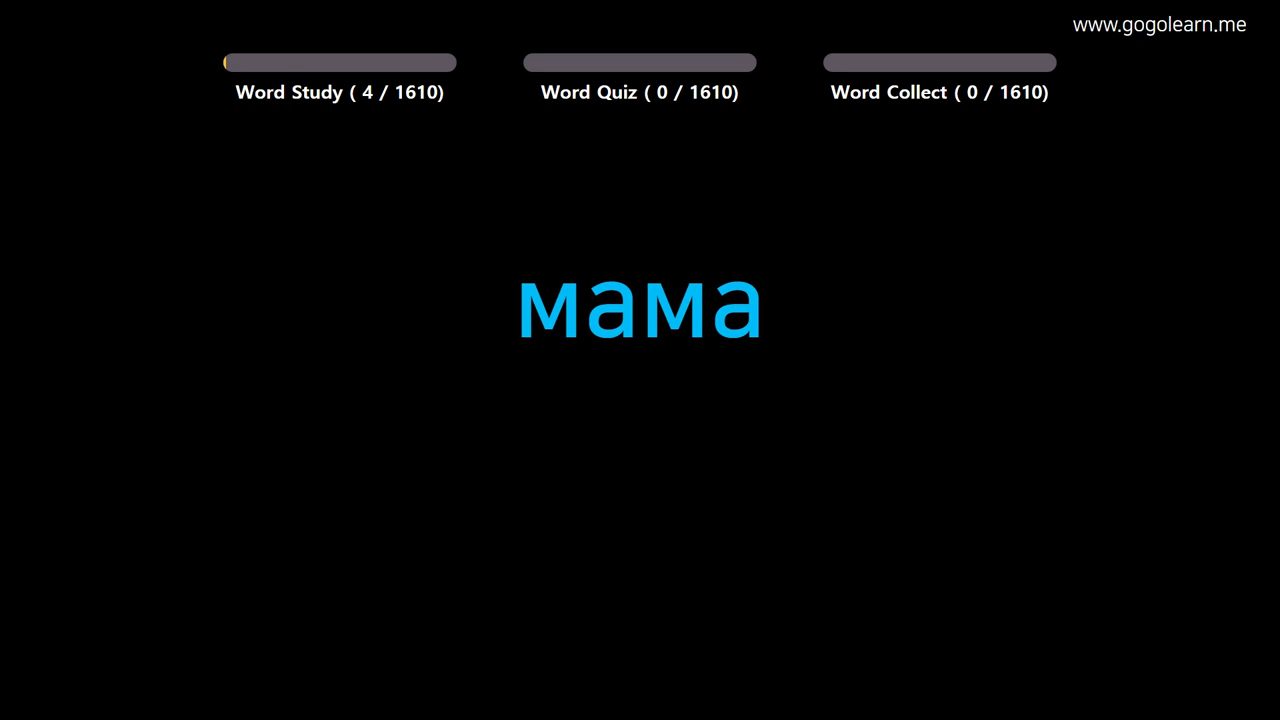 www.gogolearn.me
Word Study ( 4 / 1610)
Word Quiz ( 0 / 1610)
Word Collect ( 0 / 1610)
мама